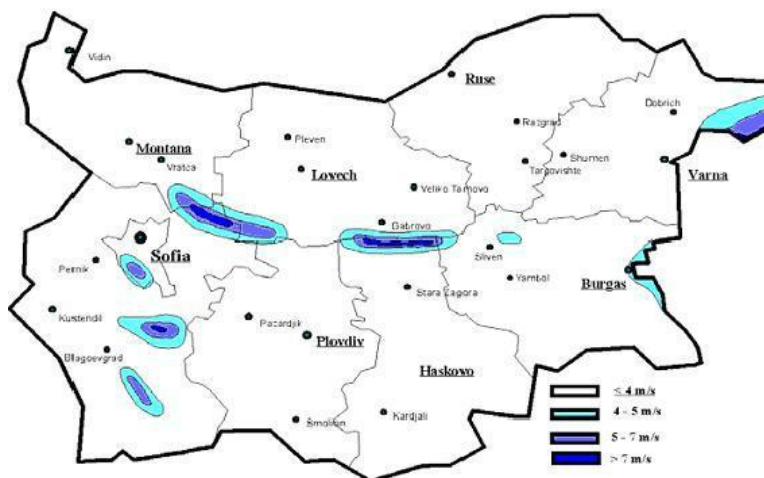 Vidin
Ruse
Dobrich
Montana
Pleven
Razgrad
Vratca
Lovech
Shumen
Targovishte
Varna
Veliko Tarnovo
Gabrovo
Sofia
Pernik
Sliven
Yambol
Burgas
Kustendil
Stara Zagora
Pazardjik
Plovdiv
Blagoevgrad
Haskovo
Smolian
Kardjali
≤ 4 m/s
4 - 5 m/s
5 - 7 m/s
> 7 m/s